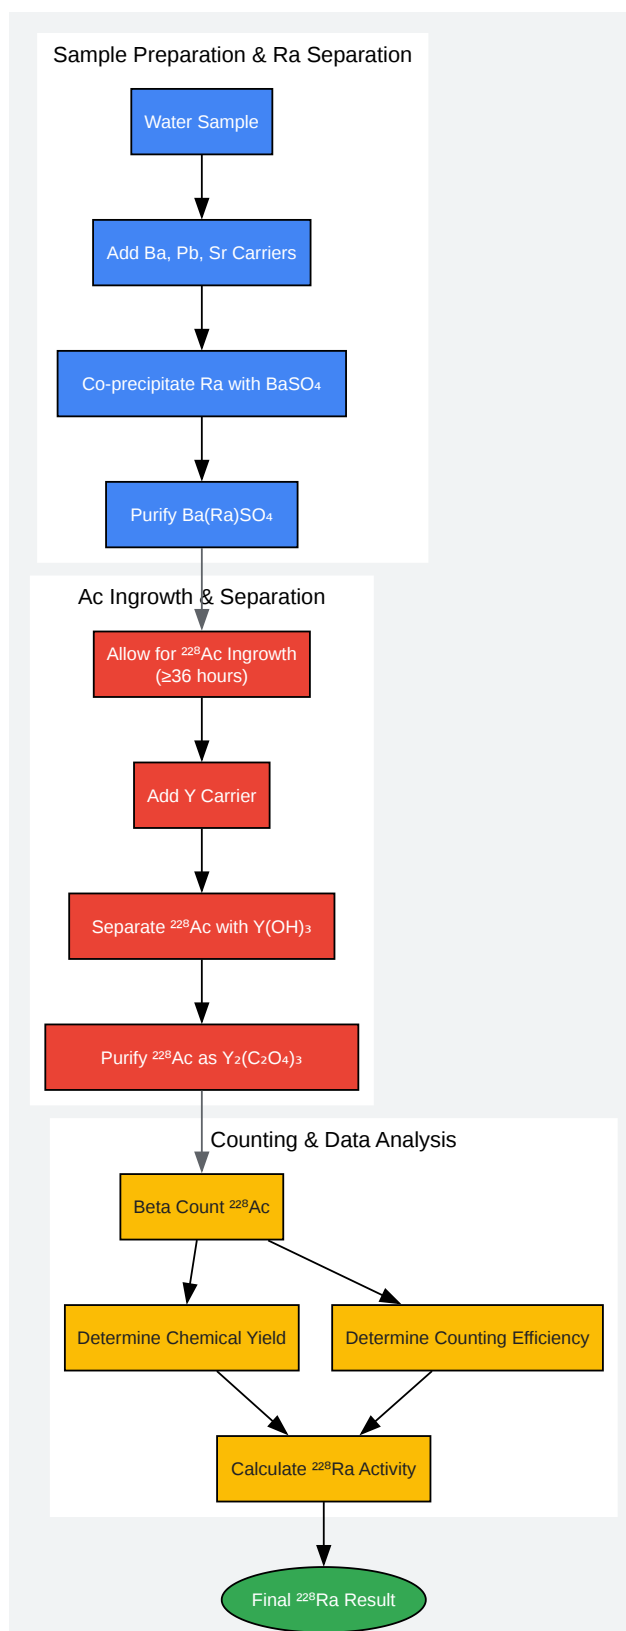 Sample Preparation & Ra Separation
Water Sample
Add Ba, Pb, Sr Carriers
Co-precipitate Ra with BaSO₄
Purify Ba(Ra)SO₄
Ac Ingrowth & Separation
Allow for ²²⁸Ac Ingrowth
(≥36 hours)
Add Y Carrier
Separate ²²⁸Ac with Y(OH)₃
Purify ²²⁸Ac as Y₂(C₂O₄)₃
Counting & Data Analysis
Beta Count ²²⁸Ac
Determine Chemical Yield
Determine Counting Efficiency
Calculate ²²⁸Ra Activity
Final ²²⁸Ra Result